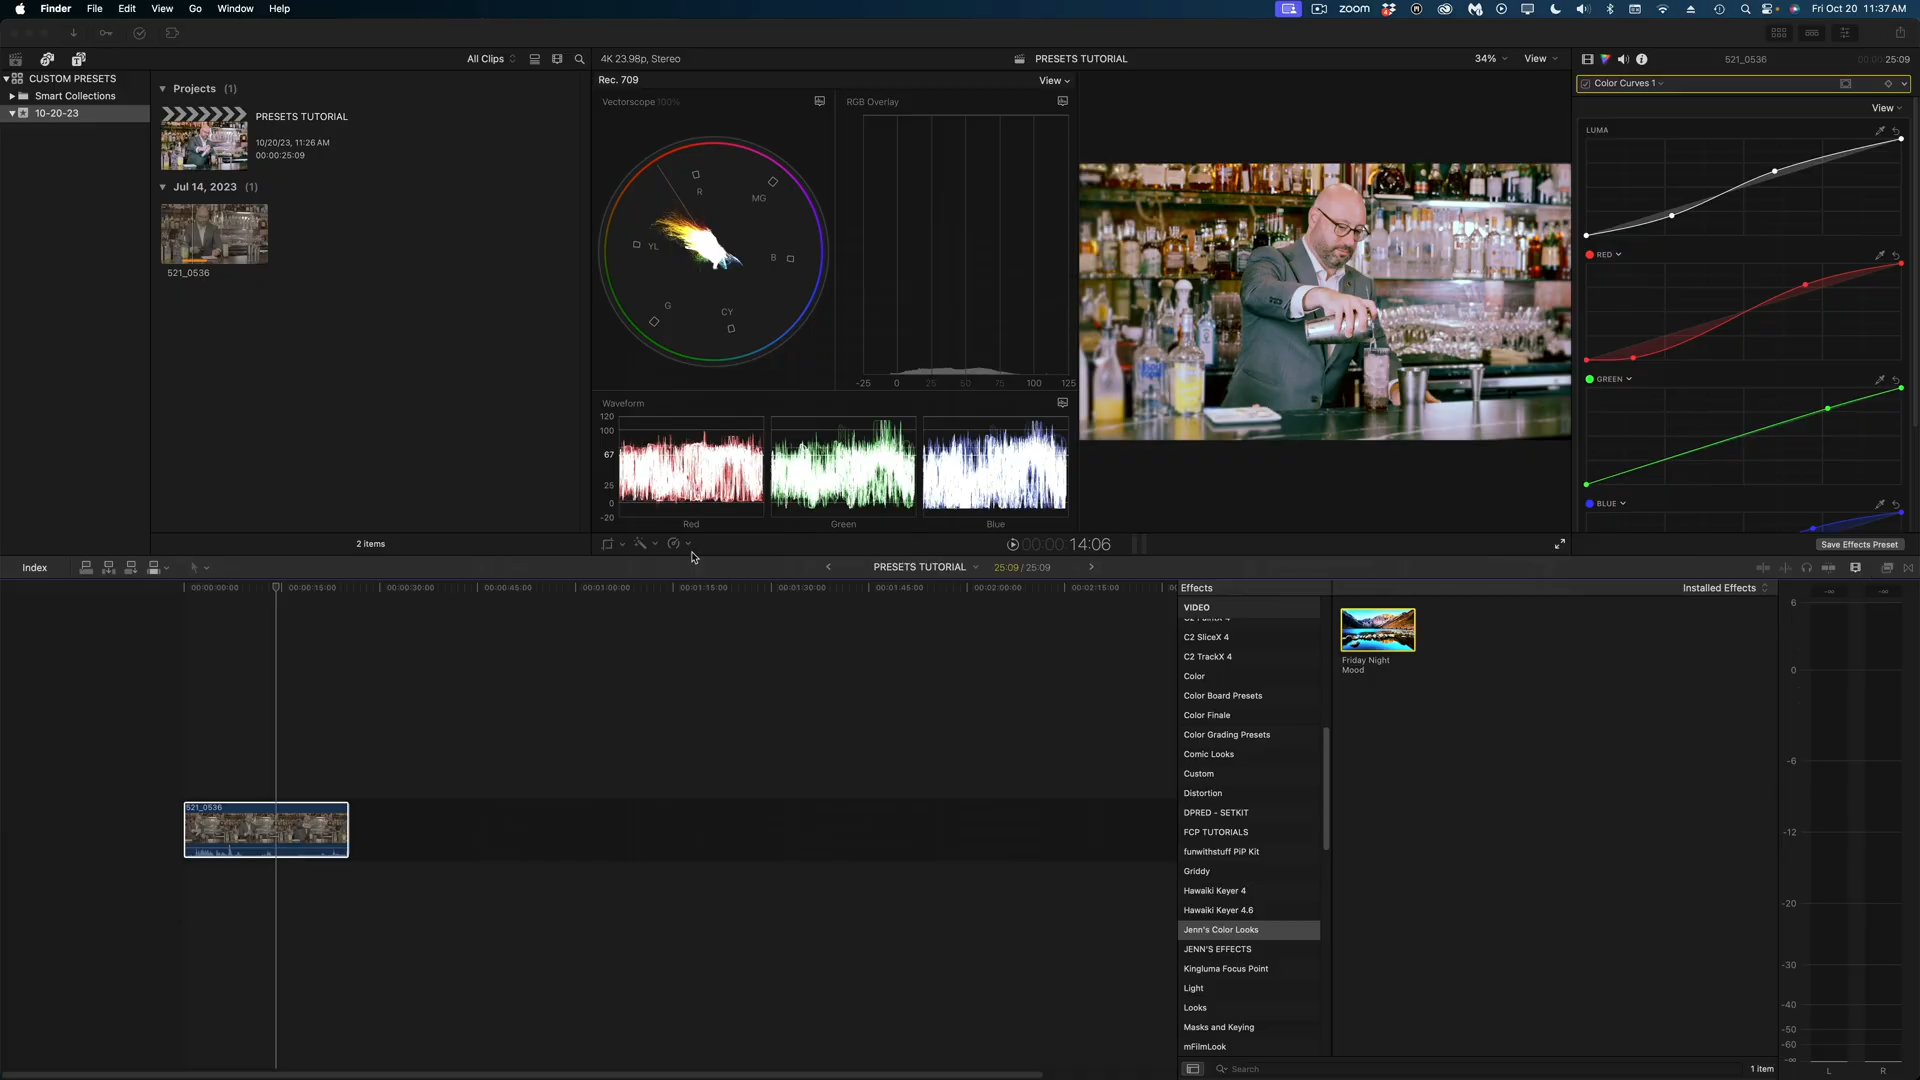 Finder File Edit View Go Window Help
zoom
Fri Oct 20 11:37 AM
All Clips
4K 23.98p, Stereo
PRESETS TUTORIAL
34%
View
521_0536
25:09
CUSTOM PRESETS
Smart Collections
10-20-23
Projects (1)
PRESETS TUTORIAL
10/20/23, 11:26 AM
00:00:25:09
Jul 14, 2023 (1)
521_0536
2 items
Rec. 709
View
Vectorscope 100%
R
MG
B
CY
G
YL
RGB Overlay
-25 0 25 50 75 100 125
Waveform
120
100
67
25
0
-20
Red
Green
Blue
00:00:14:06
Color Curves 1
View
LUMA
RED
GREEN
BLUE
Save Effects Preset
Index
PRESETS TUTORIAL
25:09 / 25:09
00:00:00:00
00:00:15:00
00:00:30:00
00:00:45:00
00:01:00:00
00:01:15:00
00:01:30:00
00:01:45:00
00:02:00:00
00:02:15:00
521_0536
Effects
Installed Effects
VIDEO
C2 SliceX 4
C2 TrackX 4
Color
Color Board Presets
Color Finale
Color Grading Presets
Comic Looks
Custom
Distortion
DPRED - SETKIT
FCP TUTORIALS
funwithstuff PiP Kit
Griddy
Hawaiki Keyer 4
Hawaiki Keyer 4.6
Jenn's Color Looks
JENN'S EFFECTS
Kingluma Focus Point
Light
Looks
Masks and Keying
mFilmLook
Friday Night
Mood
Search
1 item
6
0
-6
-12
-20
-30
-40
-50
-60
-∞
L
R